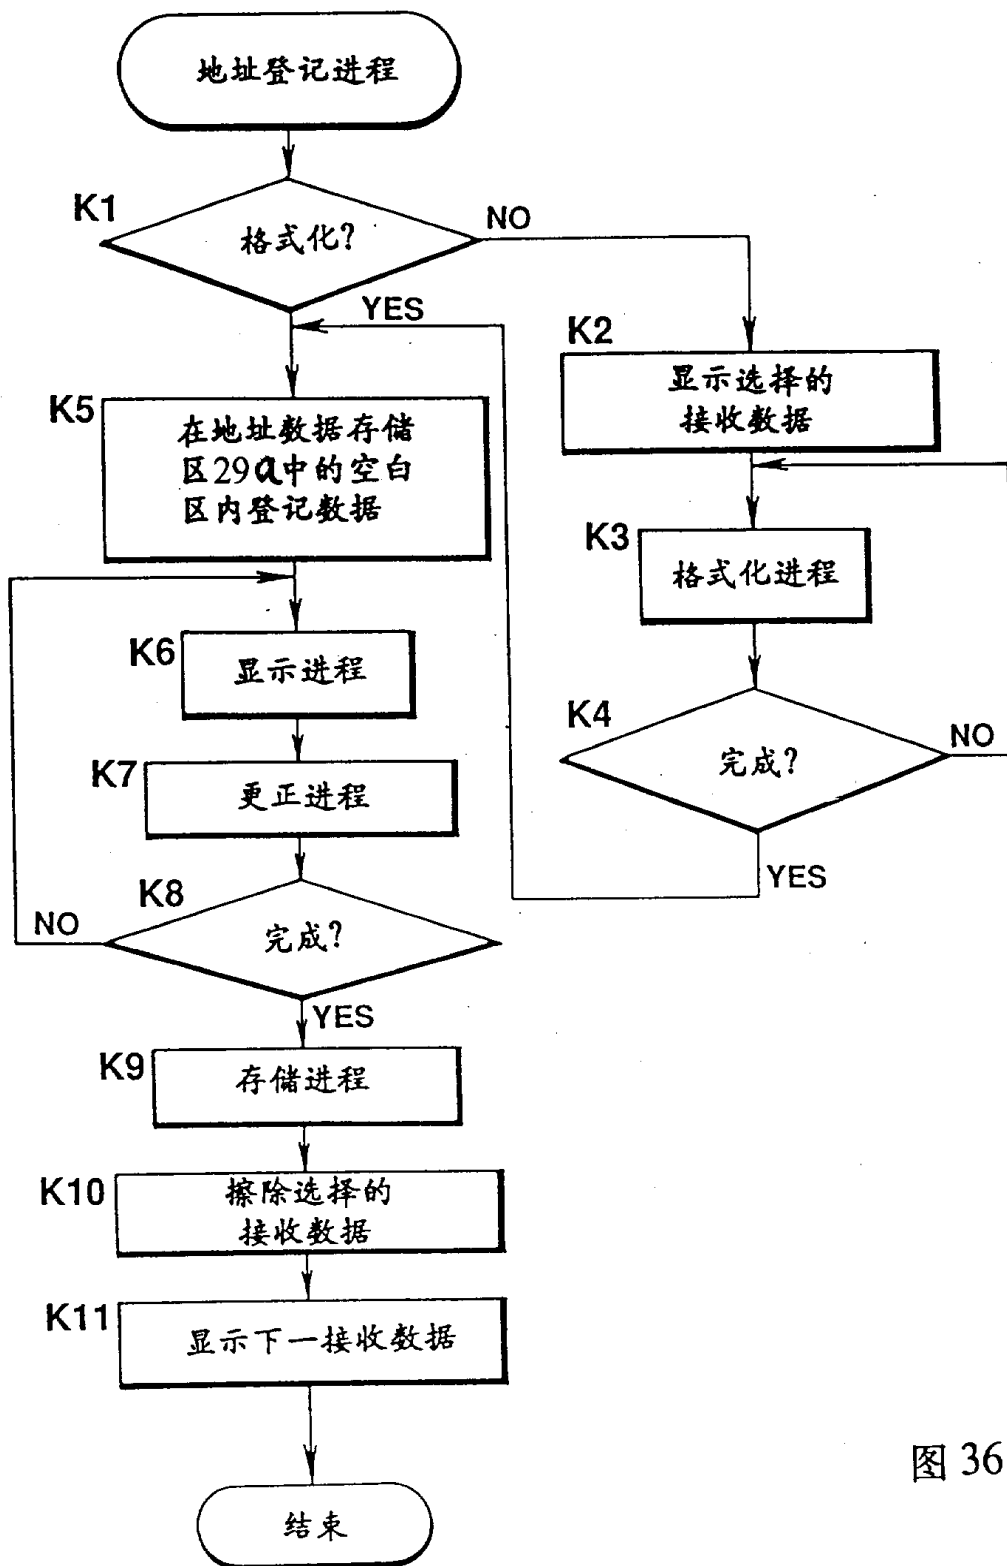 地址登记进程
K1
格式化?
NO
YES
K2
显示选择的
接收数据
K5
在地址数据存储
区29a中的空白
区内登记数据
K3
格式化进程
K6
显示进程
K4
完成?
NO
K7
更正进程
YES
K8
完成?
NO
YES
K9
存储进程
K10
擦除选择的
接收数据
K11
显示下一接收数据
结束
图 36